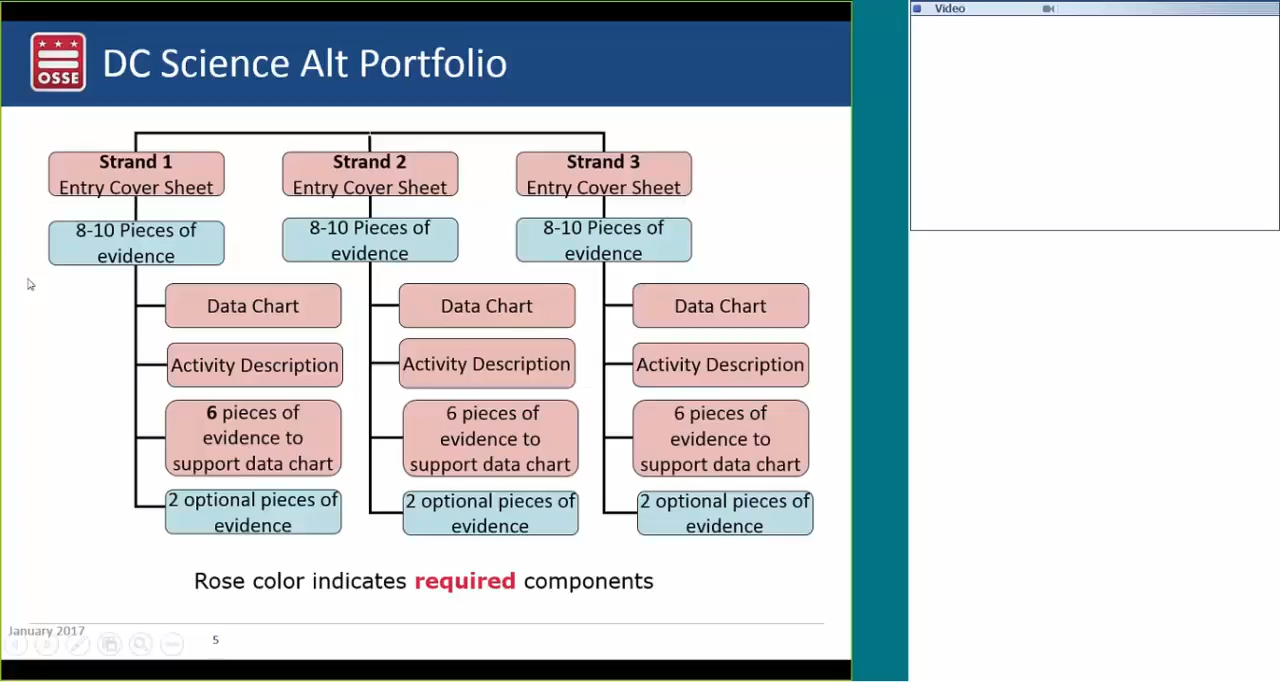 Video
OSSE
DC Science Alt Portfolio
Strand 1
Entry Cover Sheet
Strand 2
Entry Cover Sheet
Strand 3
Entry Cover Sheet
8-10 Pieces of
evidence
8-10 Pieces of
evidence
8-10 Pieces of
evidence
Data Chart
Data Chart
Data Chart
Activity Description
Activity Description
Activity Description
6 pieces of
evidence to
support data chart
6 pieces of
evidence to
support data chart
6 pieces of
evidence to
support data chart
2 optional pieces of
evidence
2 optional pieces of
evidence
2 optional pieces of
evidence
Rose color indicates required components
January 2017
5